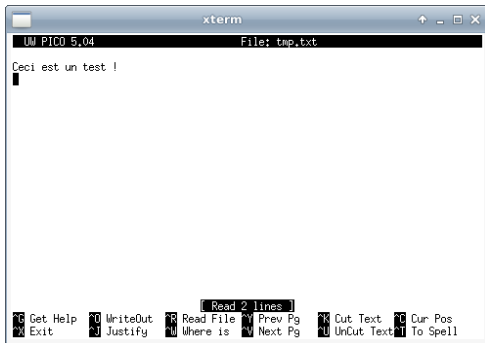 xterm
UW PICO 5.04 File: tmp.txt
Ceci est un test !
[ Read 2 lines ]
^G Get Help ^O WriteOut ^R Read File ^Y Prev Pg ^K Cut Text ^C Cur Pos
^X Exit ^J Justify ^W Where is ^V Next Pg ^U UnCut Text ^T To Spell